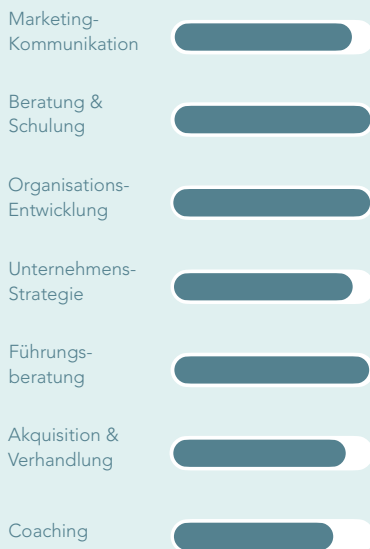 Marketing-
Kommunikation
Beratung &
Schulung
Organisations-
Entwicklung
Unternehmens-
Strategie
Führungs-
beratung
Akquisition &
Verhandlung
Coaching